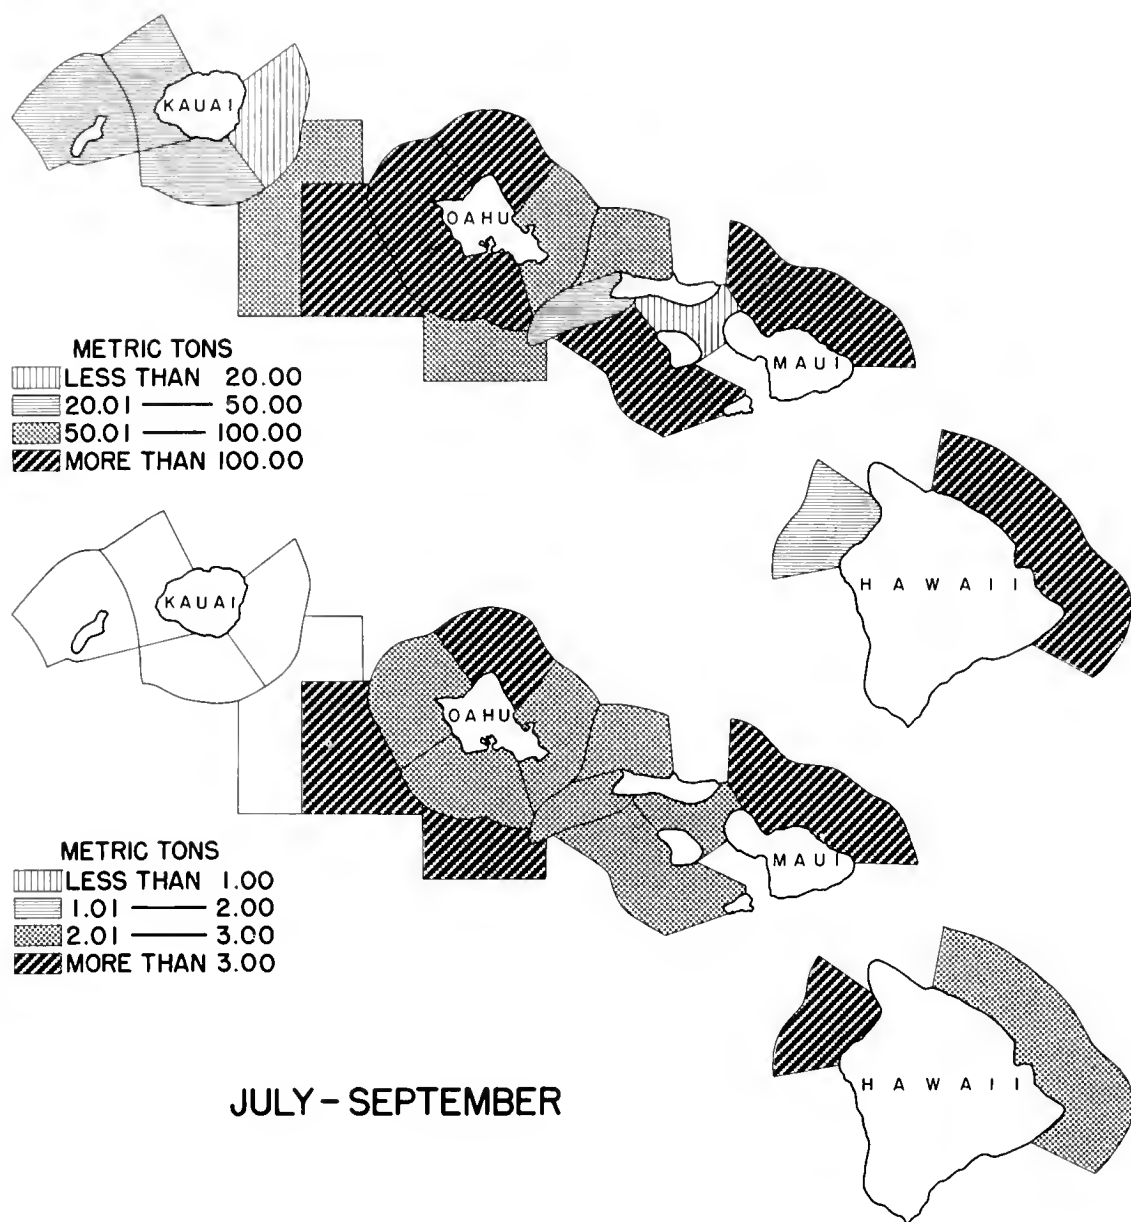 KAUAI
OAHU
MAUI
HAWAII
METRIC TONS
LESS THAN 20.00
20.01 — 50.00
50.01 — 100.00
MORE THAN 100.00
KAUAI
OAHU
MAUI
HAWAII
METRIC TONS
LESS THAN 1.00
1.01 — 2.00
2.01 — 3.00
MORE THAN 3.00
JULY – SEPTEMBER